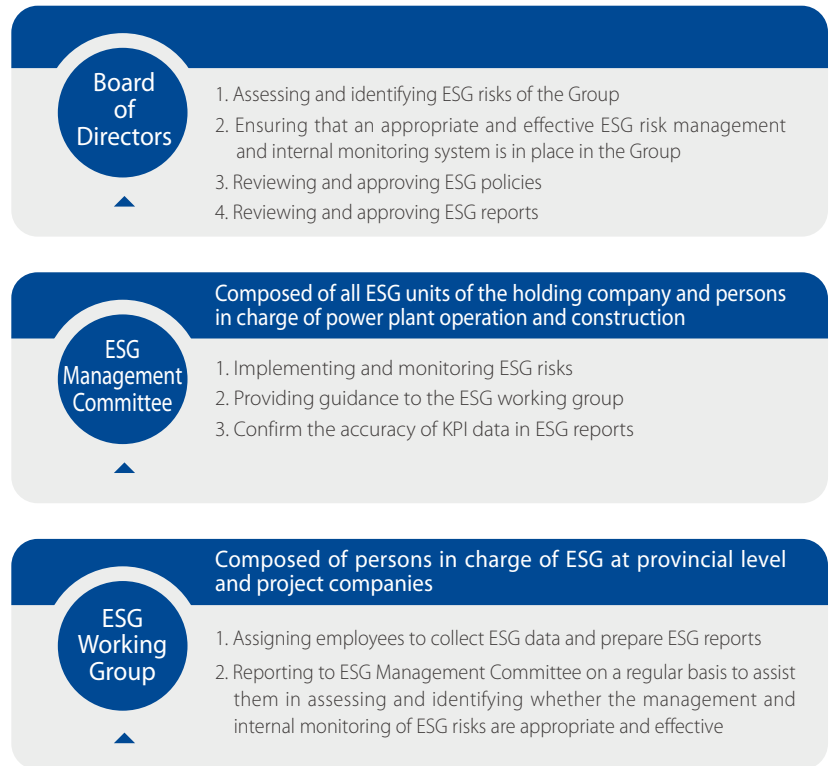 Board
of
Directors
1. Assessing and identifying ESG risks of the Group
2. Ensuring that an appropriate and effective ESG risk management
and internal monitoring system is in place in the Group
3. Reviewing and approving ESG policies
4. Reviewing and approving ESG reports
Composed of all ESG units of the holding company and persons
in charge of power plant operation and construction
ESG
Management
Committee
1. Implementing and monitoring ESG risks
2. Providing guidance to the ESG working group
3. Confirm the accuracy of KPI data in ESG reports
Composed of persons in charge of ESG at provincial level
and project companies
ESG
Working
Group
1. Assigning employees to collect ESG data and prepare ESG reports
2. Reporting to ESG Management Committee on a regular basis to assist
them in assessing and identifying whether the management and
internal monitoring of ESG risks are appropriate and effective